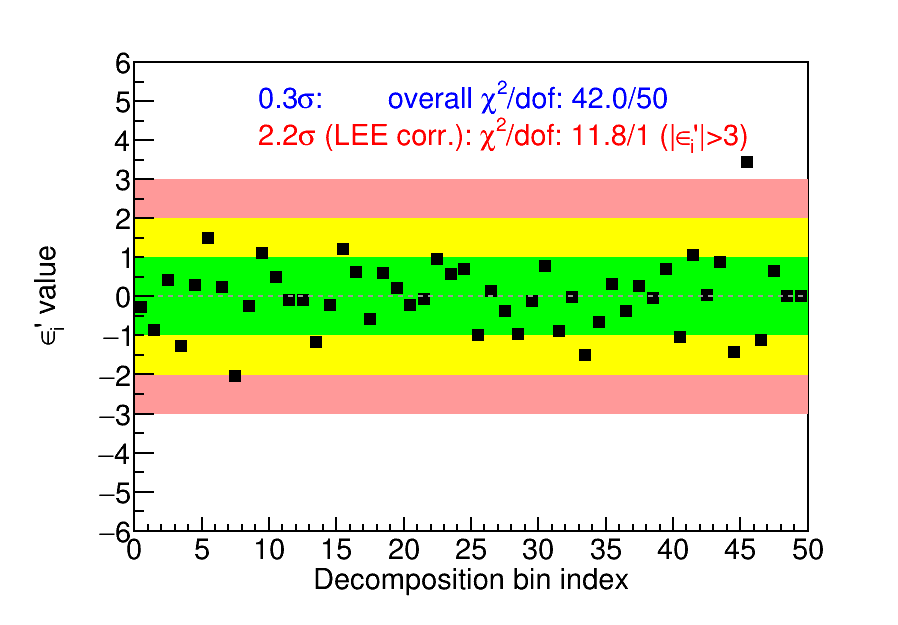 6
0.3σ: overall χ²/dof: 42.0/50
5
2.2σ (LEE corr.): χ²/dof: 11.8/1 (|ϵᵢ'|>3)
4
3
2
1
0
−1
−2
−3
−4
−5
−6
ϵᵢ' value
0 5 10 15 20 25 30 35 40 45 50
Decomposition bin index